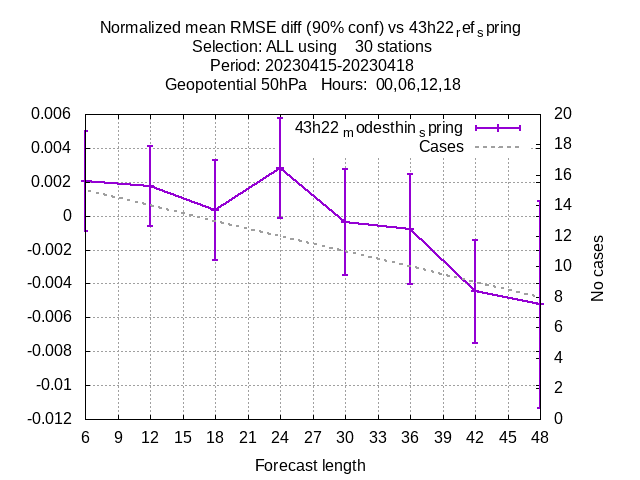 Normalized mean RMSE diff (90% conf) vs 43h22refspring
Selection: ALL using 30 stations
Period: 20230415-20230418
Geopotential 50hPa Hours: 00,06,12,18
43h22modesthinspring
Cases
0.006
0.004
0.002
0
-0.002
-0.004
-0.006
-0.008
-0.01
-0.012
20
18
16
14
12
10
8
6
4
2
0
No cases
6 9 12 15 18 21 24 27 30 33 36 39 42 45 48
Forecast length